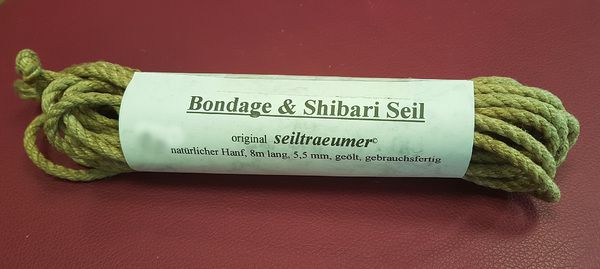 Bondage & Shibari Seil
original seiltraeumer©
natürlicher Hanf, 8m lang, 5,5 mm, geölt, gebrauchsfertig